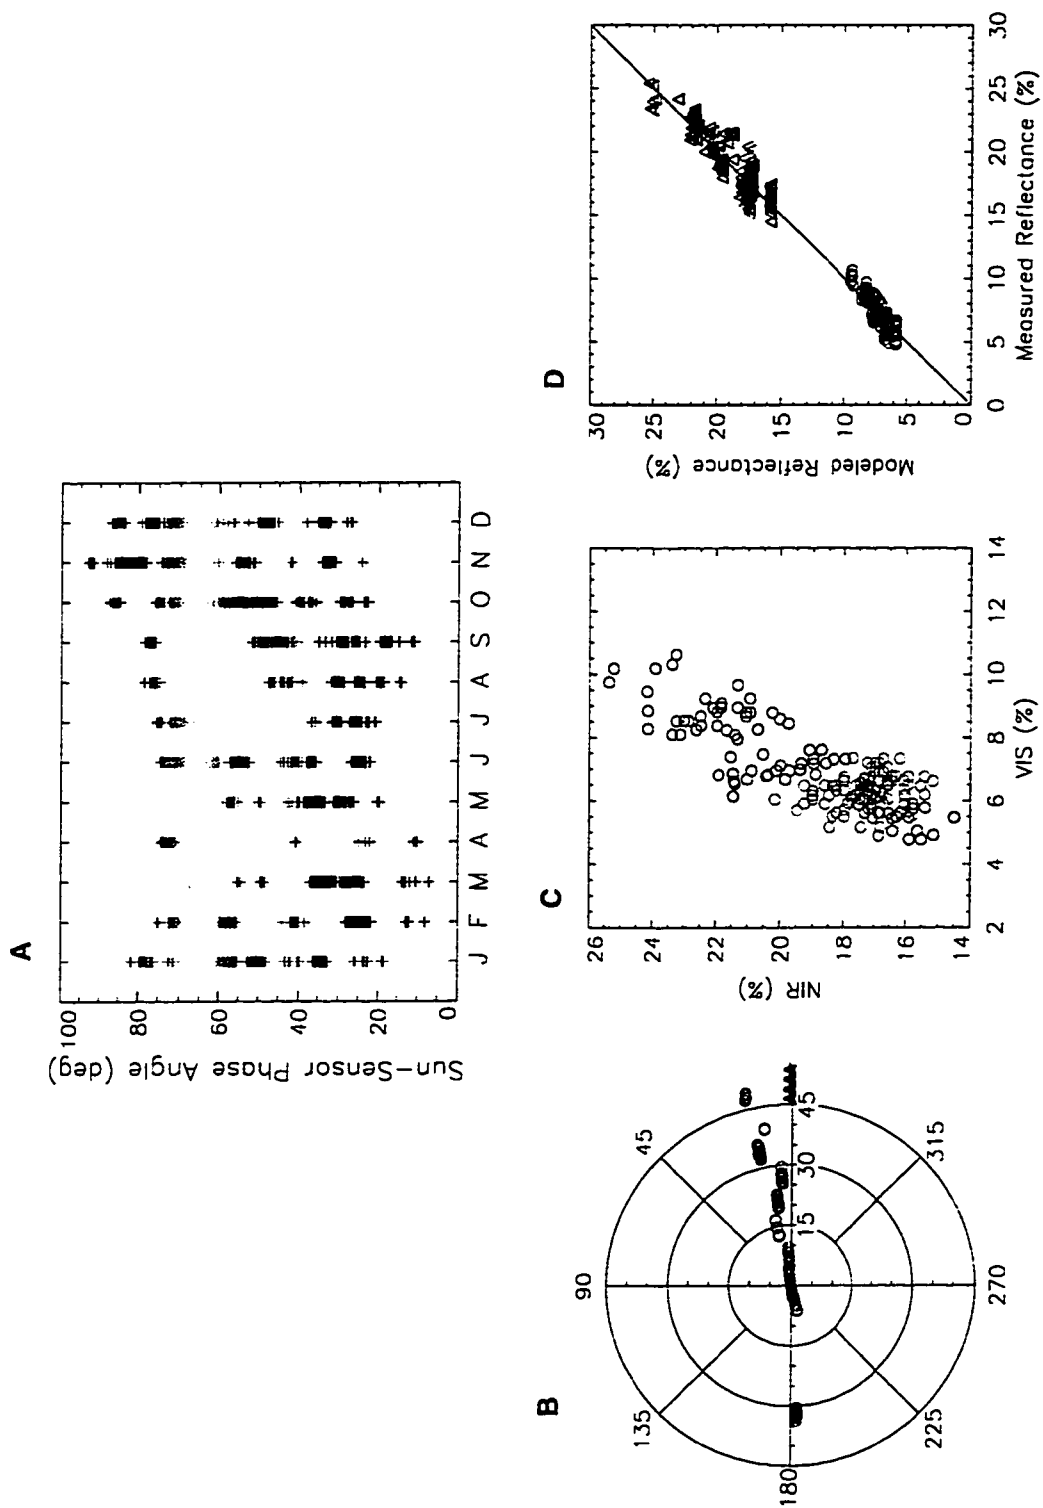 A
Sun-Sensor Phase Angle (deg)
100
80
60
40
20
0
J F M A M J J A S O N D
B
90
45
135
180
225
270
315
15
30
45
C
NIR (%)
26
24
22
20
18
16
14
2 4 6 8 10 12 14
VIS (%)
D
Modeled Reflectance (%)
30
25
20
15
10
5
0
0 5 10 15 20 25 30
Measured Reflectance (%)